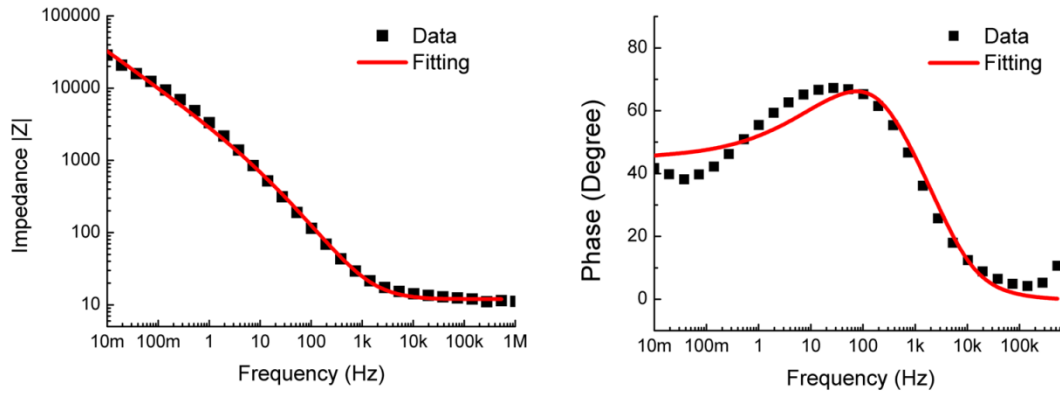 100000
10000
1000
100
10
Impedance |Z|
Data
Fitting
10m 100m 1 10 100 1k 10k 100k 1M
Frequency (Hz)
80
60
40
20
0
Phase (Degree)
Data
Fitting
10m 100m 1 10 100 1k 10k 100k
Frequency (Hz)